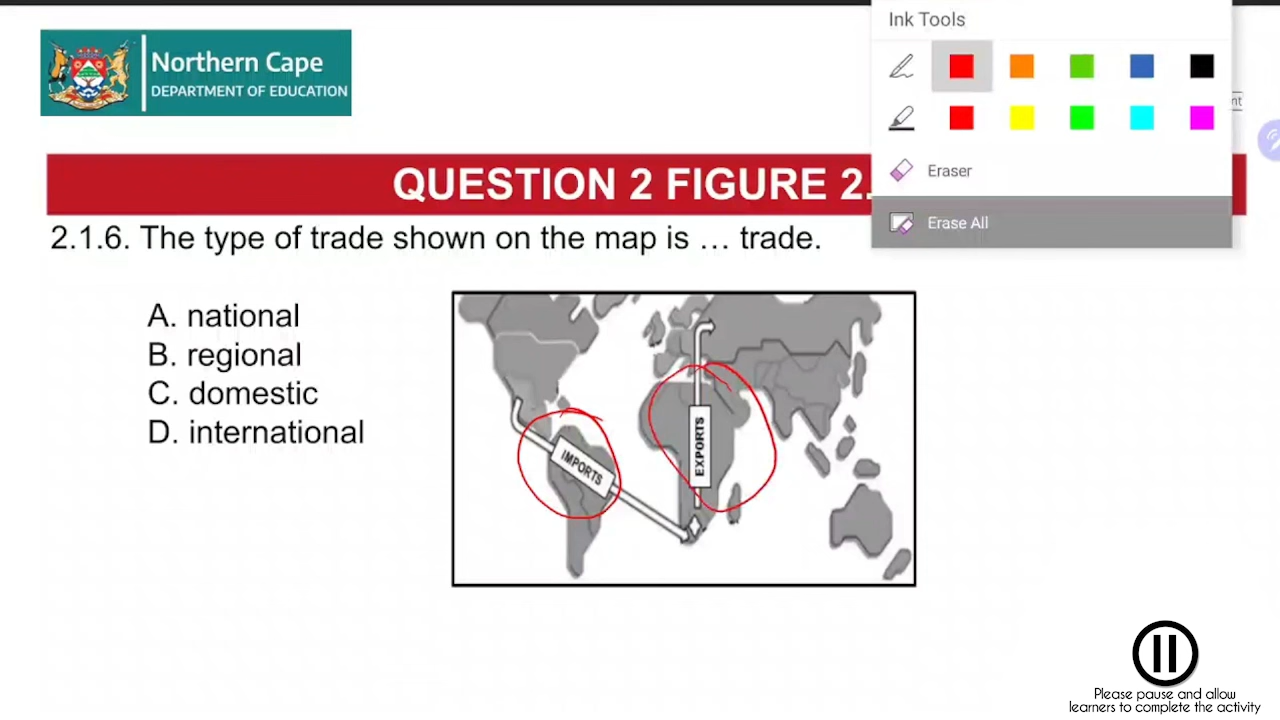 Ink Tools
Northern Cape
DEPARTMENT OF EDUCATION
nt
Eraser
QUESTION 2 FIGURE 2.
Erase All
2.1.6. The type of trade shown on the map is … trade.
A. national
B. regional
C. domestic
D. international
IMPORTS
EXPORTS
Please pause and allow
learners to complete the activity